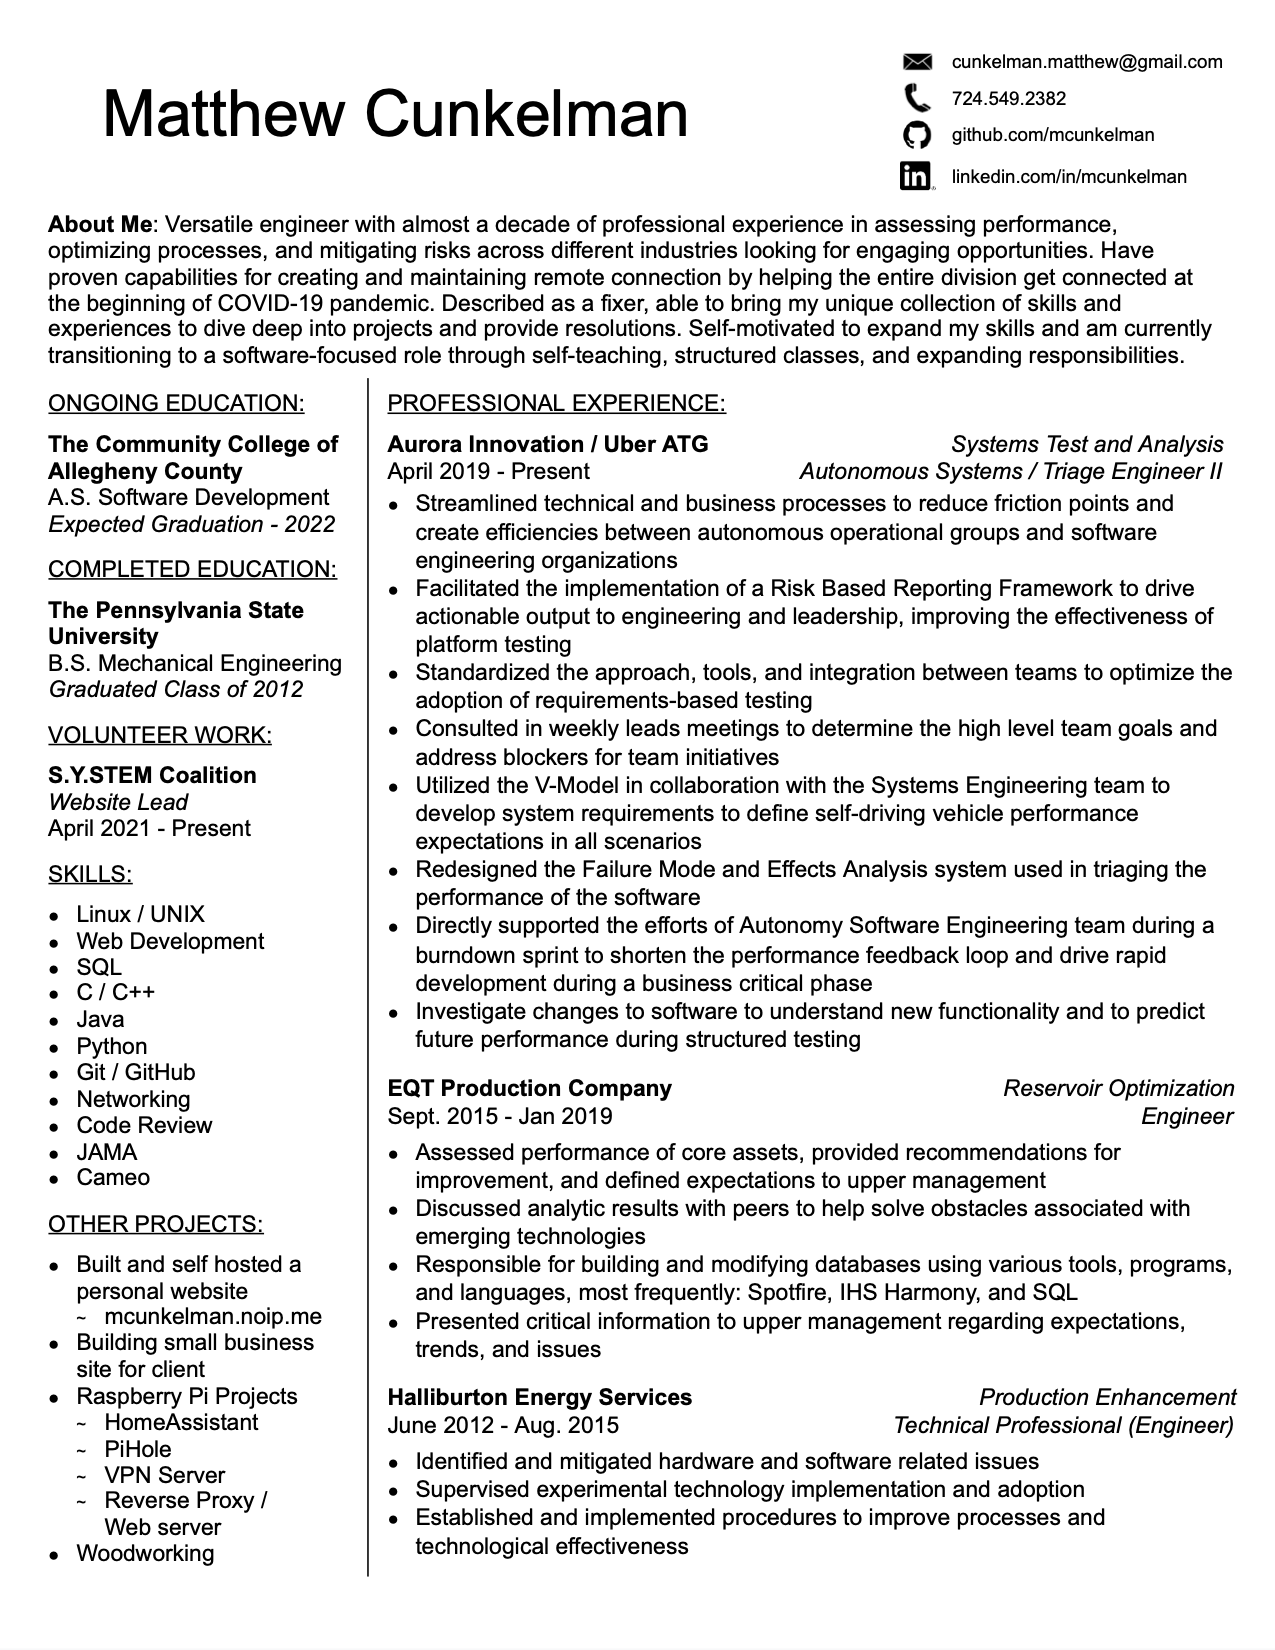 Matthew Cunkelman
cunkelman.matthew@gmail.com
724.549.2382
github.com/mcunkelman
linkedin.com/in/mcunkelman
About Me: Versatile engineer with almost a decade of professional experience in assessing performance,
optimizing processes, and mitigating risks across different industries looking for engaging opportunities. Have
proven capabilities for creating and maintaining remote connection by helping the entire division get connected at
the beginning of COVID-19 pandemic. Described as a fixer, able to bring my unique collection of skills and
experiences to dive deep into projects and provide resolutions. Self-motivated to expand my skills and am currently
transitioning to a software-focused role through self-teaching, structured classes, and expanding responsibilities.
ONGOING EDUCATION:
The Community College of
Allegheny County
A.S. Software Development
Expected Graduation - 2022
COMPLETED EDUCATION:
The Pennsylvania State
University
B.S. Mechanical Engineering
Graduated Class of 2012
VOLUNTEER WORK:
S.Y.STEM Coalition
Website Lead
April 2021 - Present
SKILLS:
● Linux / UNIX
● Web Development
● SQL
● C / C++
● Java
● Python
● Git / GitHub
● Networking
● Code Review
● JAMA
● Cameo
OTHER PROJECTS:
● Built and self hosted a
personal website
~ mcunkelman.noip.me
● Building small business
site for client
● Raspberry Pi Projects
~ HomeAssistant
~ PiHole
~ VPN Server
~ Reverse Proxy /
Web server
● Woodworking
PROFESSIONAL EXPERIENCE:
Aurora Innovation / Uber ATG Systems Test and Analysis
April 2019 - Present Autonomous Systems / Triage Engineer II
● Streamlined technical and business processes to reduce friction points and
create efficiencies between autonomous operational groups and software
engineering organizations
● Facilitated the implementation of a Risk Based Reporting Framework to drive
actionable output to engineering and leadership, improving the effectiveness of
platform testing
● Standardized the approach, tools, and integration between teams to optimize the
adoption of requirements-based testing
● Consulted in weekly leads meetings to determine the high level team goals and
address blockers for team initiatives
● Utilized the V-Model in collaboration with the Systems Engineering team to
develop system requirements to define self-driving vehicle performance
expectations in all scenarios
● Redesigned the Failure Mode and Effects Analysis system used in triaging the
performance of the software
● Directly supported the efforts of Autonomy Software Engineering team during a
burndown sprint to shorten the performance feedback loop and drive rapid
development during a business critical phase
● Investigate changes to software to understand new functionality and to predict
future performance during structured testing
EQT Production Company Reservoir Optimization
Sept. 2015 - Jan 2019 Engineer
● Assessed performance of core assets, provided recommendations for
improvement, and defined expectations to upper management
● Discussed analytic results with peers to help solve obstacles associated with
emerging technologies
● Responsible for building and modifying databases using various tools, programs,
and languages, most frequently: Spotfire, IHS Harmony, and SQL
● Presented critical information to upper management regarding expectations,
trends, and issues
Halliburton Energy Services Production Enhancement
June 2012 - Aug. 2015 Technical Professional (Engineer)
● Identified and mitigated hardware and software related issues
● Supervised experimental technology implementation and adoption
● Established and implemented procedures to improve processes and
technological effectiveness